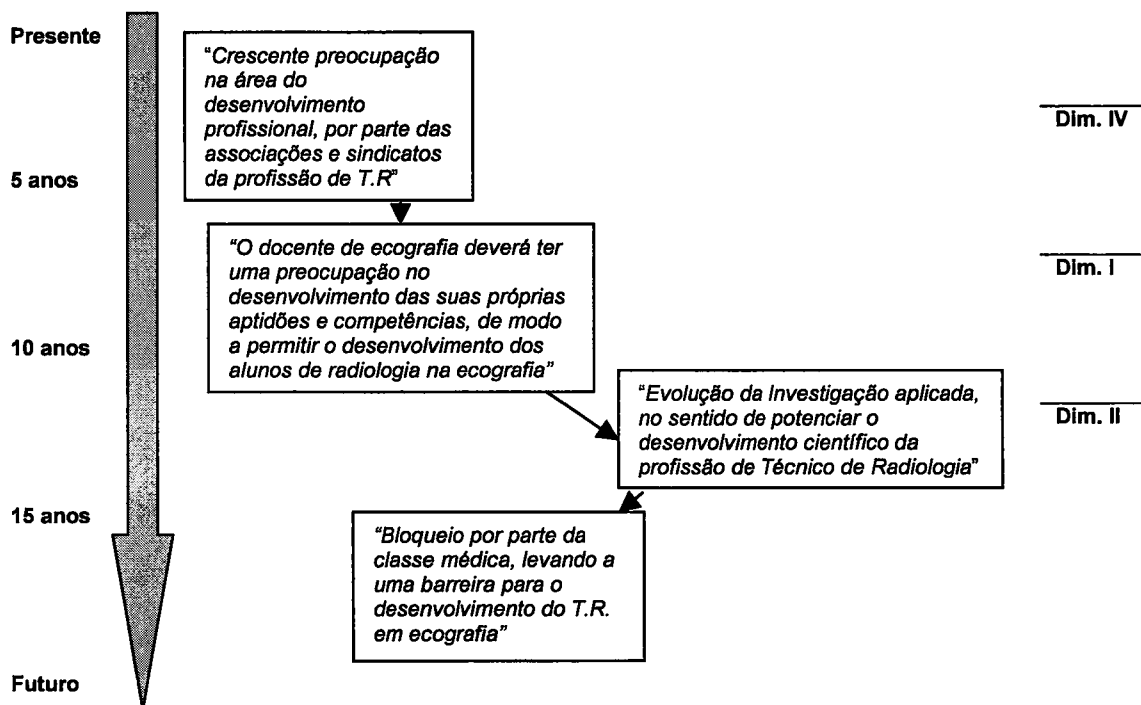 Presente
“Crescente preocupação
na área do
desenvolvimento
profissional, por parte das
associações e sindicatos
da profissão de T.R”
Dim. IV
5 anos
“O docente de ecografia deverá ter
uma preocupação no
desenvolvimento das suas próprias
aptidões e competências, de modo
a permitir o desenvolvimento dos
alunos de radiologia na ecografia”
Dim. I
10 anos
“Evolução da Investigação aplicada,
no sentido de potenciar o
desenvolvimento científico da
profissão de Técnico de Radiologia”
Dim. II
15 anos
“Bloqueio por parte da
classe médica, levando a
uma barreira para o
desenvolvimento do T.R.
em ecografia”
Futuro